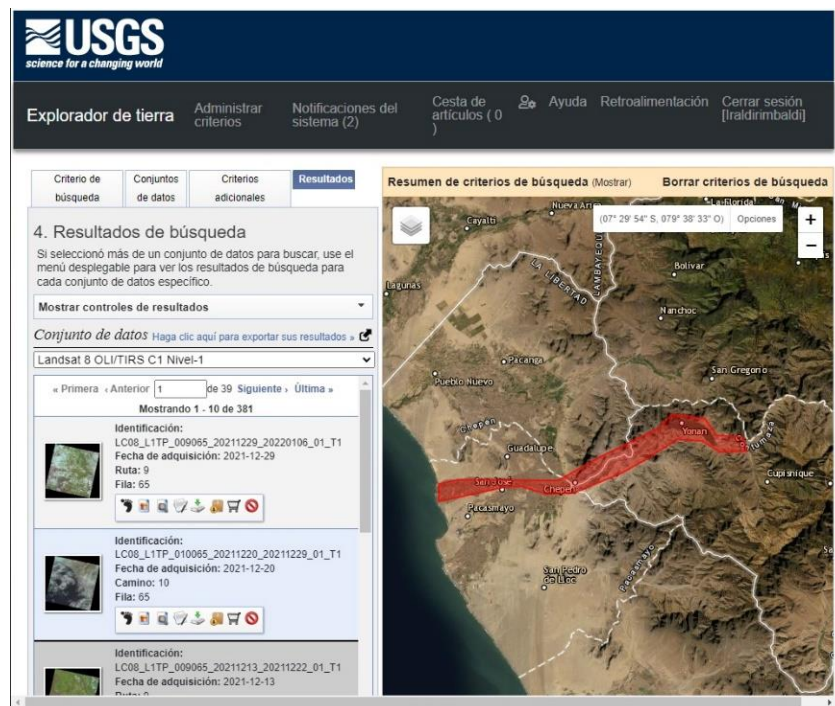 USGS
science for a changing world
Explorador de tierra
Administrar
criterios
Notificaciones del
sistema (2)
Cesta de
artículos ( 0
)
Ayuda
Retroalimentación
Cerrar sesión
[Iraldirimbaldi]
Criterio de
búsqueda
Conjuntos
de datos
Criterios
adicionales
Resultados
4. Resultados de búsqueda
Si seleccionó más de un conjunto de datos para
buscar, use el
menú desplegable para ver los resultados de búsqueda para
cada conjunto de datos específico.
Mostrar controles de resultado
Conjunto de datos Haga clic aquí para exportar sus resultados »
Landsat 8 OLI/TIRS C1 Nivel-1
« Primera ‹ Anterior 1 de 39 Siguiente › Última »
Mostrando 1 - 10 de 381
Identificación:
LC08_L1TP_009065_20211229_20220106_01_T1
Fecha de adquisición: 2021-12-29
Ruta: 9
Fila: 65
Identificación:
LC08_L1TP_010065_20211220_20211229_01_T1
Fecha de adquisición: 2021-12-20
Camino: 10
Fila: 65
Identificación:
LC08_L1TP_009065_20211213_20211222_01_T1
Fecha de adquisición: 2021-12-13
Ruta: 9
Resumen de criterios de búsqueda (Mostrar)
Borrar criterios de búsqueda
Nueva
La Florida
(07° 29' 54" S, 079° 38' 33" O)
Opciones
+
−
Cayalti
LA LIBERTAD
LAMBAYEQUE
Bolivar
Lagunas
Nanchoc
Pacanga
San Gregorio
Pueblo Nuevo
Chepén
Guadalupe
Yonan
Contumaza
Cupisnique
San Jose
Chepen
Pacasmayo
San Pedro
de Lloc
Pacasmayo